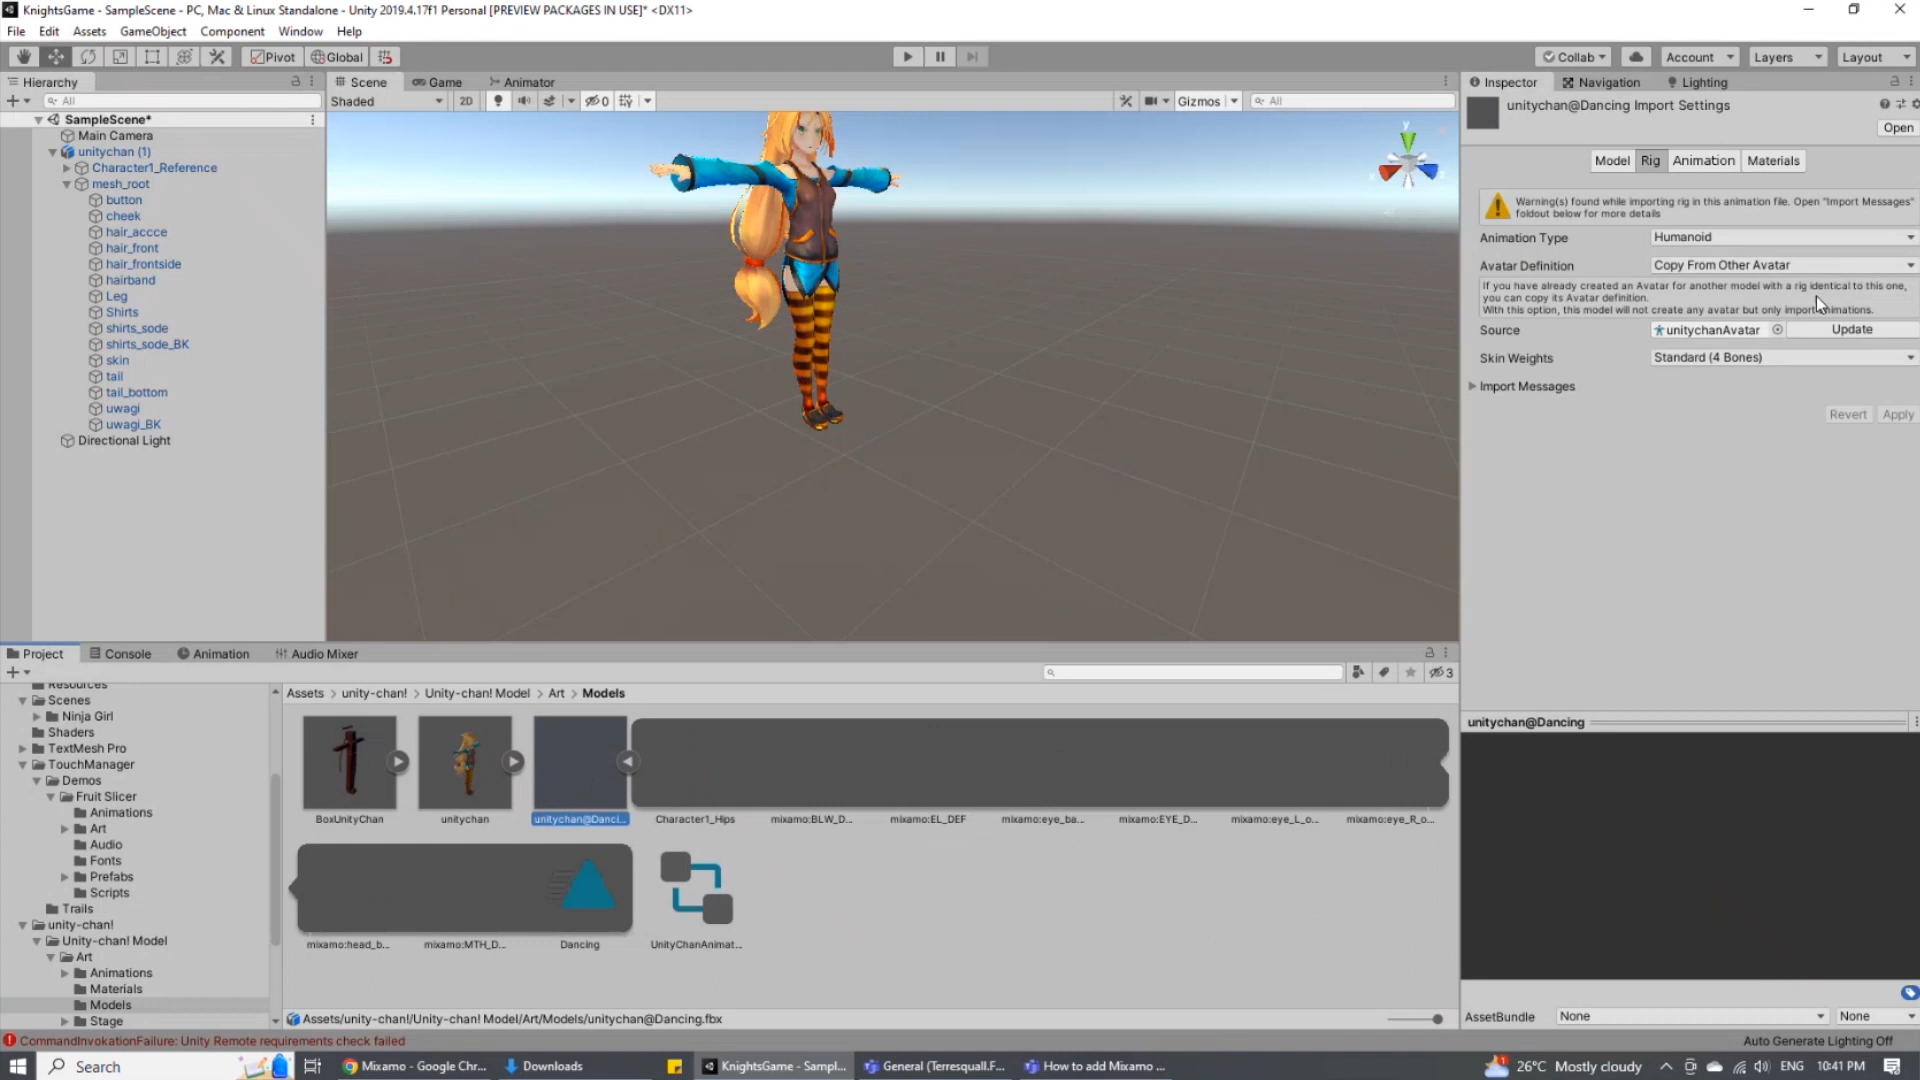 KnightsGame - SampleScene - PC, Mac & Linux Standalone - Unity 2019.4.17f1 Personal [PREVIEW PACKAGES IN USE]* <DX11>
File Edit Assets GameObject Component Window Help
Pivot Global Collab Account Layers Layout
Hierarchy
All
SampleScene*
Main Camera
unitychan (1)
Character1_Reference
mesh_root
button
cheek
hair_accce
hair_front
hair_frontside
hairband
Leg
Shirts
shirts_sode
shirts_sode_BK
skin
tail
tail_bottom
uwagi
uwagi_BK
Directional Light
Scene Game Animator
Shaded 2D 0 Gizmos All
y
Inspector Navigation Lighting
unitychan@Dancing Import Settings
Open
Model Rig Animation Materials
Warning(s) found while importing rig in this animation file. Open "Import Messages"
foldout below for more details
Animation Type Humanoid
Avatar Definition Copy From Other Avatar
If you have already created an Avatar for another model with a rig identical to this one,
you can copy its Avatar definition.
With this option, this model will not create any avatar but only import animations.
Source unitychanAvatar Update
Skin Weights Standard (4 Bones)
Import Messages
Revert Apply
Project Console Animation Audio Mixer
3
Resources
Scenes
Ninja Girl
Shaders
TextMesh Pro
TouchManager
Demos
Fruit Slicer
Animations
Art
Audio
Fonts
Prefabs
Scripts
Trails
unity-chan!
Unity-chan! Model
Art
Animations
Materials
Models
Stage
Assets > unity-chan! > Unity-chan! Model > Art > Models
BoxUnityChan unitychan unitychan@Danci... Character1_Hips mixamo:BLW_D... mixamo:EL_DEF mixamo:eye_ba... mixamo:EYE_D... mixamo:eye_L_o... mixamo:eye_R_o...
mixamo:head_b... mixamo:MTH_D... Dancing UnityChanAnimat...
Assets/unity-chan!/Unity-chan! Model/Art/Models/unitychan@Dancing.fbx
unitychan@Dancing
AssetBundle None None
CommandInvokationFailure: Unity Remote requirements check failed
Auto Generate Lighting Off
Search Mixamo - Google Chr... Downloads KnightsGame - Sampl... General (Terresquall.F... How to add Mixamo ... 1 26°C Mostly cloudy ENG 10:41 PM